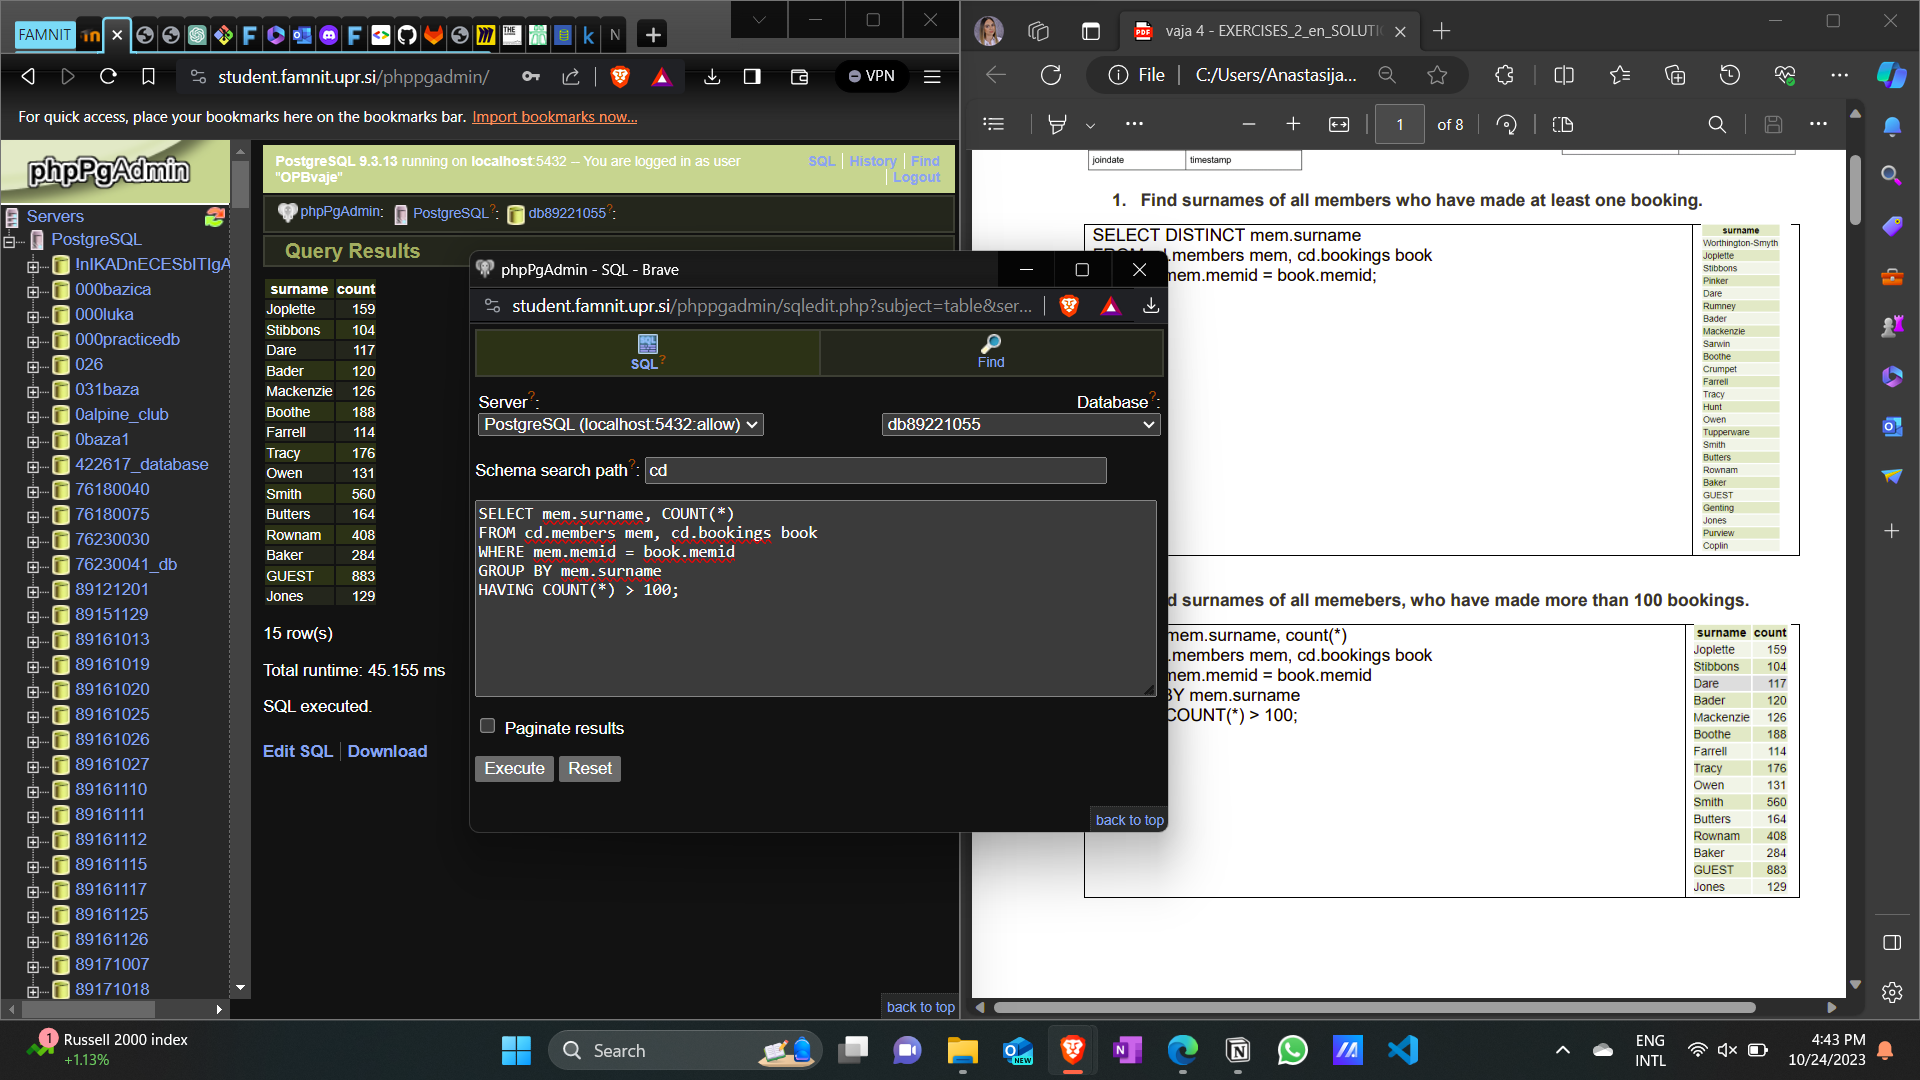 FAMNIT
student.famnit.upr.si/phppgadmin/
VPN
For quick access, place your bookmarks here on the bookmarks bar. Import bookmarks now...
phpPgAdmin
Servers
PostgreSQL
!nIKADnECESbITIgA
000bazica
000luka
000practicedb
026
031baza
0alpine_club
0baza1
422617_database
76180040
76180075
76230030
76230041_db
89121201
89151129
89161013
89161019
89161020
89161025
89161026
89161027
89161110
89161111
89161112
89161115
89161117
89161125
89161126
89171007
89171018
PostgreSQL 9.3.13 running on localhost:5432 -- You are logged in as user "OPBvaje"
SQL | History | Find | Logout
phpPgAdmin: PostgreSQL?: db89221055?:
Query Results
surname count
Joplette 159
Stibbons 104
Dare 117
Bader 120
Mackenzie 126
Boothe 188
Farrell 114
Tracy 176
Owen 131
Smith 560
Butters 164
Rownam 408
Baker 284
GUEST 883
Jones 129
15 row(s)
Total runtime: 45.155 ms
SQL executed.
Edit SQL | Download
back to top
phpPgAdmin - SQL - Brave
student.famnit.upr.si/phppgadmin/sqledit.php?subject=table&ser...
SQL?
Find
Server?:
Database?:
PostgreSQL (localhost:5432:allow)
db89221055
Schema search path?: cd
SELECT mem.surname, COUNT(*)
FROM cd.members mem, cd.bookings book
WHERE mem.memid = book.memid
GROUP BY mem.surname
HAVING COUNT(*) > 100;
Paginate results
Execute Reset
back to top
vaja 4 - EXERCISES_2_en_SOLUTI
File | C:/Users/Anastasija...
1 of 8
joindate timestamp
1. Find surnames of all members who have made at least one booking.
SELECT DISTINCT mem.surname
.members mem, cd.bookings book
mem.memid = book.memid;
surname
Worthington-Smyth
Joplette
Stibbons
Pinker
Dare
Rumney
Bader
Mackenzie
Sarwin
Boothe
Crumpet
Farrell
Tracy
Hunt
Owen
Tupperware
Smith
Butters
Rownam
Baker
GUEST
Genting
Jones
Purview
Coplin
d surnames of all memebers, who have made more than 100 bookings.
mem.surname, count(*)
.members mem, cd.bookings book
mem.memid = book.memid
BY mem.surname
COUNT(*) > 100;
surname count
Joplette 159
Stibbons 104
Dare 117
Bader 120
Mackenzie 126
Boothe 188
Farrell 114
Tracy 176
Owen 131
Smith 560
Butters 164
Rownam 408
Baker 284
GUEST 883
Jones 129
1
Russell 2000 index
+1.13%
Search
NEW
ENG
INTL
4:43 PM
10/24/2023